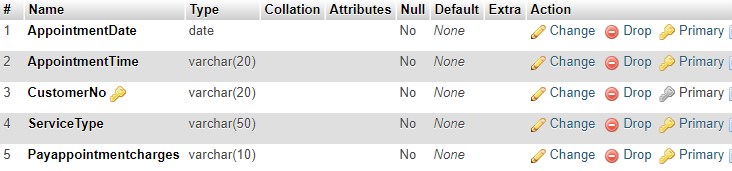 # Name Type Collation Attributes Null Default Extra Action
1 AppointmentDate date No None Change Drop Primary
2 AppointmentTime varchar(20) No None Change Drop Primary
3 CustomerNo varchar(20) No None Change Drop Primary
4 ServiceType varchar(50) No None Change Drop Primary
5 Payappointmentcharges varchar(10) No None Change Drop Primary